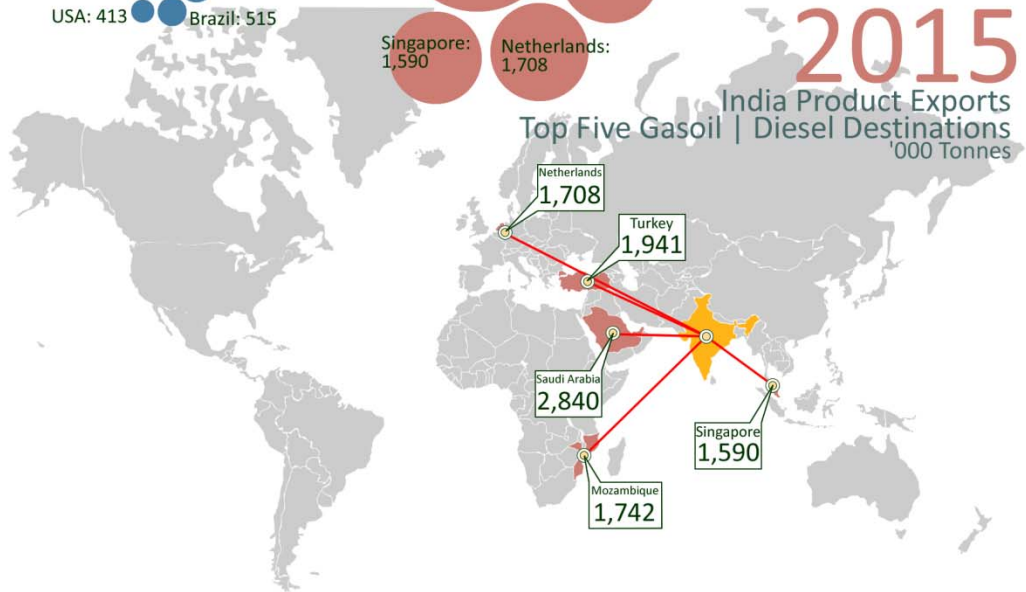 USA: 413
Brazil: 515
Singapore:
1,590
Netherlands:
1,708
2015
India Product Exports
Top Five Gasoil | Diesel Destinations
'000 Tonnes
Netherlands
1,708
Turkey
1,941
Saudi Arabia
2,840
Singapore
1,590
Mozambique
1,742